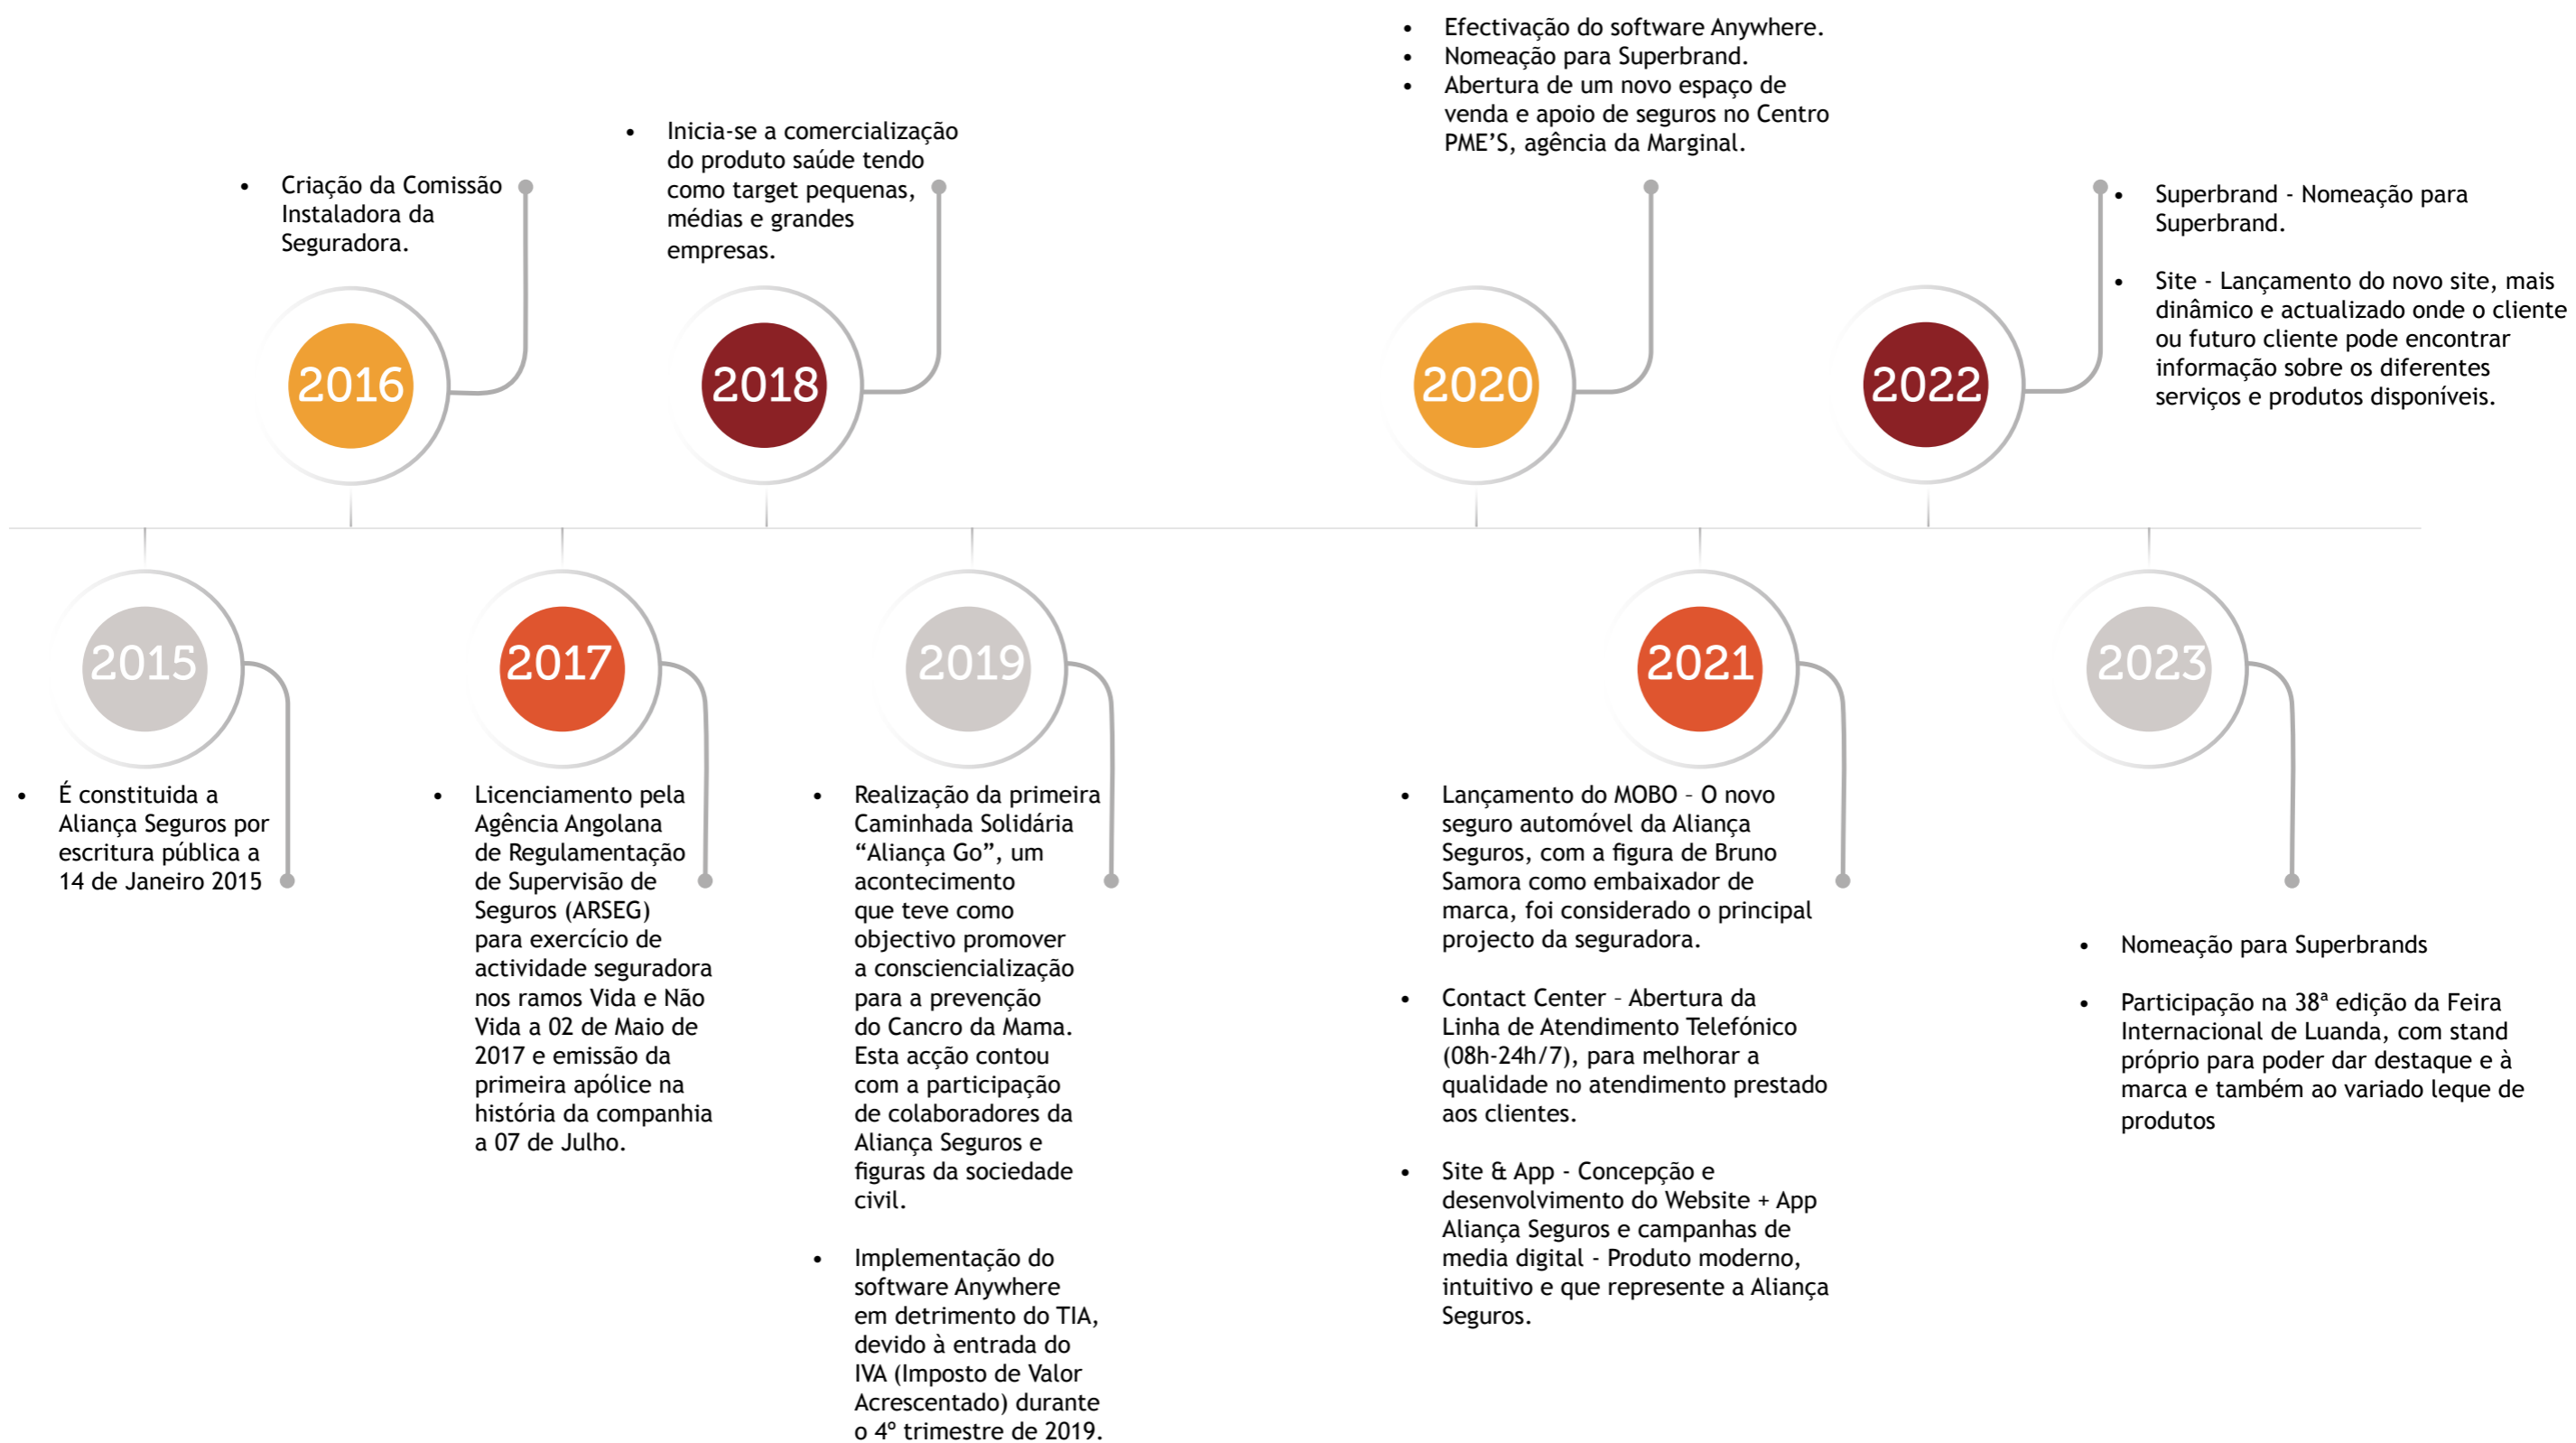 • Efectivação do software Anywhere.
• Nomeação para Superbrand.
• Abertura de um novo espaço de
venda e apoio de seguros no Centro
PME’S, agência da Marginal.
• Inicia-se a comercialização
do produto saúde tendo
como target pequenas,
médias e grandes
empresas.
• Criação da Comissão
Instaladora da
Seguradora.
• Superbrand - Nomeação para
Superbrand.
• Site - Lançamento do novo site, mais
dinâmico e actualizado onde o cliente
ou futuro cliente pode encontrar
informação sobre os diferentes
serviços e produtos disponíveis.
2016
2018
2020
2022
2015
2017
2019
2021
2023
• É constituida a
Aliança Seguros por
escritura pública a
14 de Janeiro 2015
• Licenciamento pela
Agência Angolana
de Regulamentação
de Supervisão de
Seguros (ARSEG)
para exercício de
actividade seguradora
nos ramos Vida e Não
Vida a 02 de Maio de
2017 e emissão da
primeira apólice na
história da companhia
a 07 de Julho.
• Realização da primeira
Caminhada Solidária
“Aliança Go”, um
acontecimento
que teve como
objectivo promover
a consciencialização
para a prevenção
do Cancro da Mama.
Esta acção contou
com a participação
de colaboradores da
Aliança Seguros e
figuras da sociedade
civil.
• Implementação do
software Anywhere
em detrimento do TIA,
devido à entrada do
IVA (Imposto de Valor
Acrescentado) durante
o 4º trimestre de 2019.
• Lançamento do MOBO – O novo
seguro automóvel da Aliança
Seguros, com a figura de Bruno
Samora como embaixador de
marca, foi considerado o principal
projecto da seguradora.
• Contact Center – Abertura da
Linha de Atendimento Telefónico
(08h-24h/7), para melhorar a
qualidade no atendimento prestado
aos clientes.
• Site & App - Concepção e
desenvolvimento do Website + App
Aliança Seguros e campanhas de
media digital - Produto moderno,
intuitivo e que represente a Aliança
Seguros.
• Nomeação para Superbrands
• Participação na 38ª edição da Feira
Internacional de Luanda, com stand
próprio para poder dar destaque e à
marca e também ao variado leque de
produtos